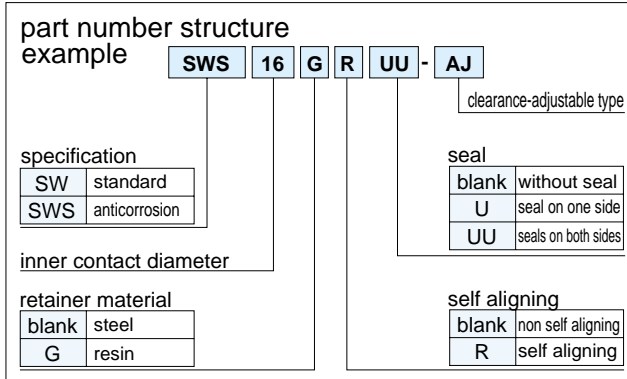 part number structure
example SWS 16 G R UU - AJ
clearance-adjustable type
specification
SW standard
SWS anticorrosion
seal
blank without seal
U seal on one side
UU seals on both sides
inner contact diameter
retainer material
blank steel
G resin
self aligning
blank non self aligning
R self aligning